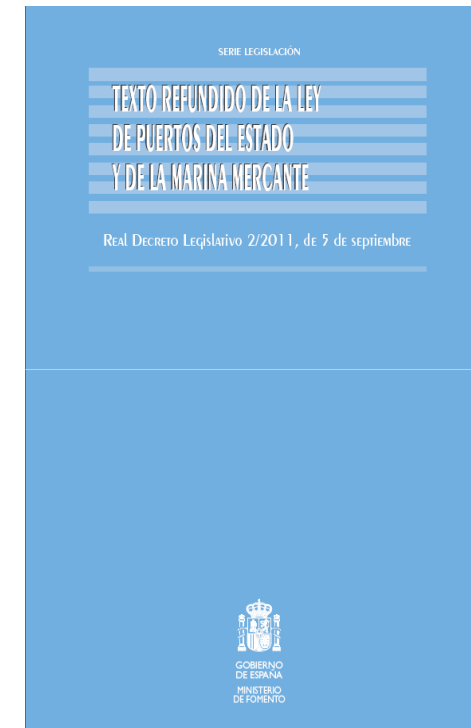 SERIE LEGISLACIÓN
TEXTO REFUNDIDO DE LA LEY
DE PUERTOS DEL ESTADO
Y DE LA MARINA MERCANTE
REAL DECRETO LEGISLATIVO 2/2011, DE 5 DE SEPTIEMBRE
GOBIERNO
DE ESPAÑA
MINISTERIO
DE FOMENTO